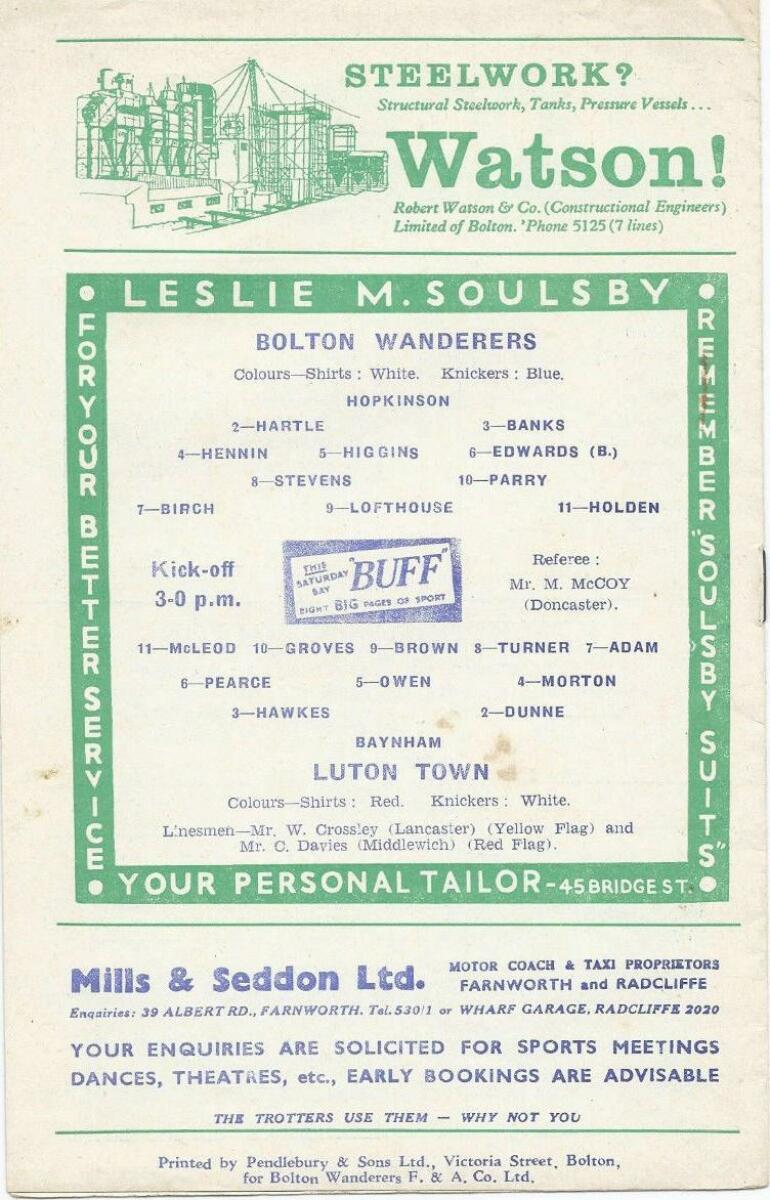 STEELWORK?
Structural Steelwork, Tanks, Pressure Vessels...
Watson!
Robert Watson & Co. (Constructional Engineers)
Limited of Bolton. 'Phone 5125 (7 lines)
LESLIE M. SOULSBY
FOR YOUR BETTER SERVICE
REMEMBER "SOULSBY SUITS"
BOLTON WANDERERS
Colours—Shirts: White. Knickers: Blue.
HOPKINSON
2—HARTLE 3—BANKS
4—HENNIN 5—HIGGINS 6—EDWARDS (B.)
8—STEVENS 10—PARRY
7—BIRCH 9—LOFTHOUSE 11—HOLDEN
Kick-off
3-0 p.m.
THIS
SATURDAY
BAY
"BUFF"
EIGHT BIG PAGES OF SPORT
Referee:
Mr. M. McCOY
(Doncaster).
11—McLEOD 10—GROVES 9—BROWN 8—TURNER 7—ADAM
6—PEARCE 5—OWEN 4—MORTON
3—HAWKES 2—DUNNE
BAYNHAM
LUTON TOWN
Colours—Shirts: Red. Knickers: White.
Linesmen—Mr. W. Crossley (Lancaster) (Yellow Flag) and
Mr. C. Davies (Middlewich) (Red Flag).
YOUR PERSONAL TAILOR-45 BRIDGE ST.
Mills & Seddon Ltd.
MOTOR COACH & TAXI PROPRIETORS
FARNWORTH and RADCLIFFE
Enquiries: 39 ALBERT RD., FARNWORTH. Tel. 530/1 or WHARF GARAGE, RADCLIFFE 2020
YOUR ENQUIRIES ARE SOLICITED FOR SPORTS MEETINGS
DANCES, THEATRES, etc., EARLY BOOKINGS ARE ADVISABLE
THE TROTTERS USE THEM — WHY NOT YOU
Printed by Pendlebury & Sons Ltd., Victoria Street, Bolton,
for Bolton Wanderers F. & A. Co. Ltd.